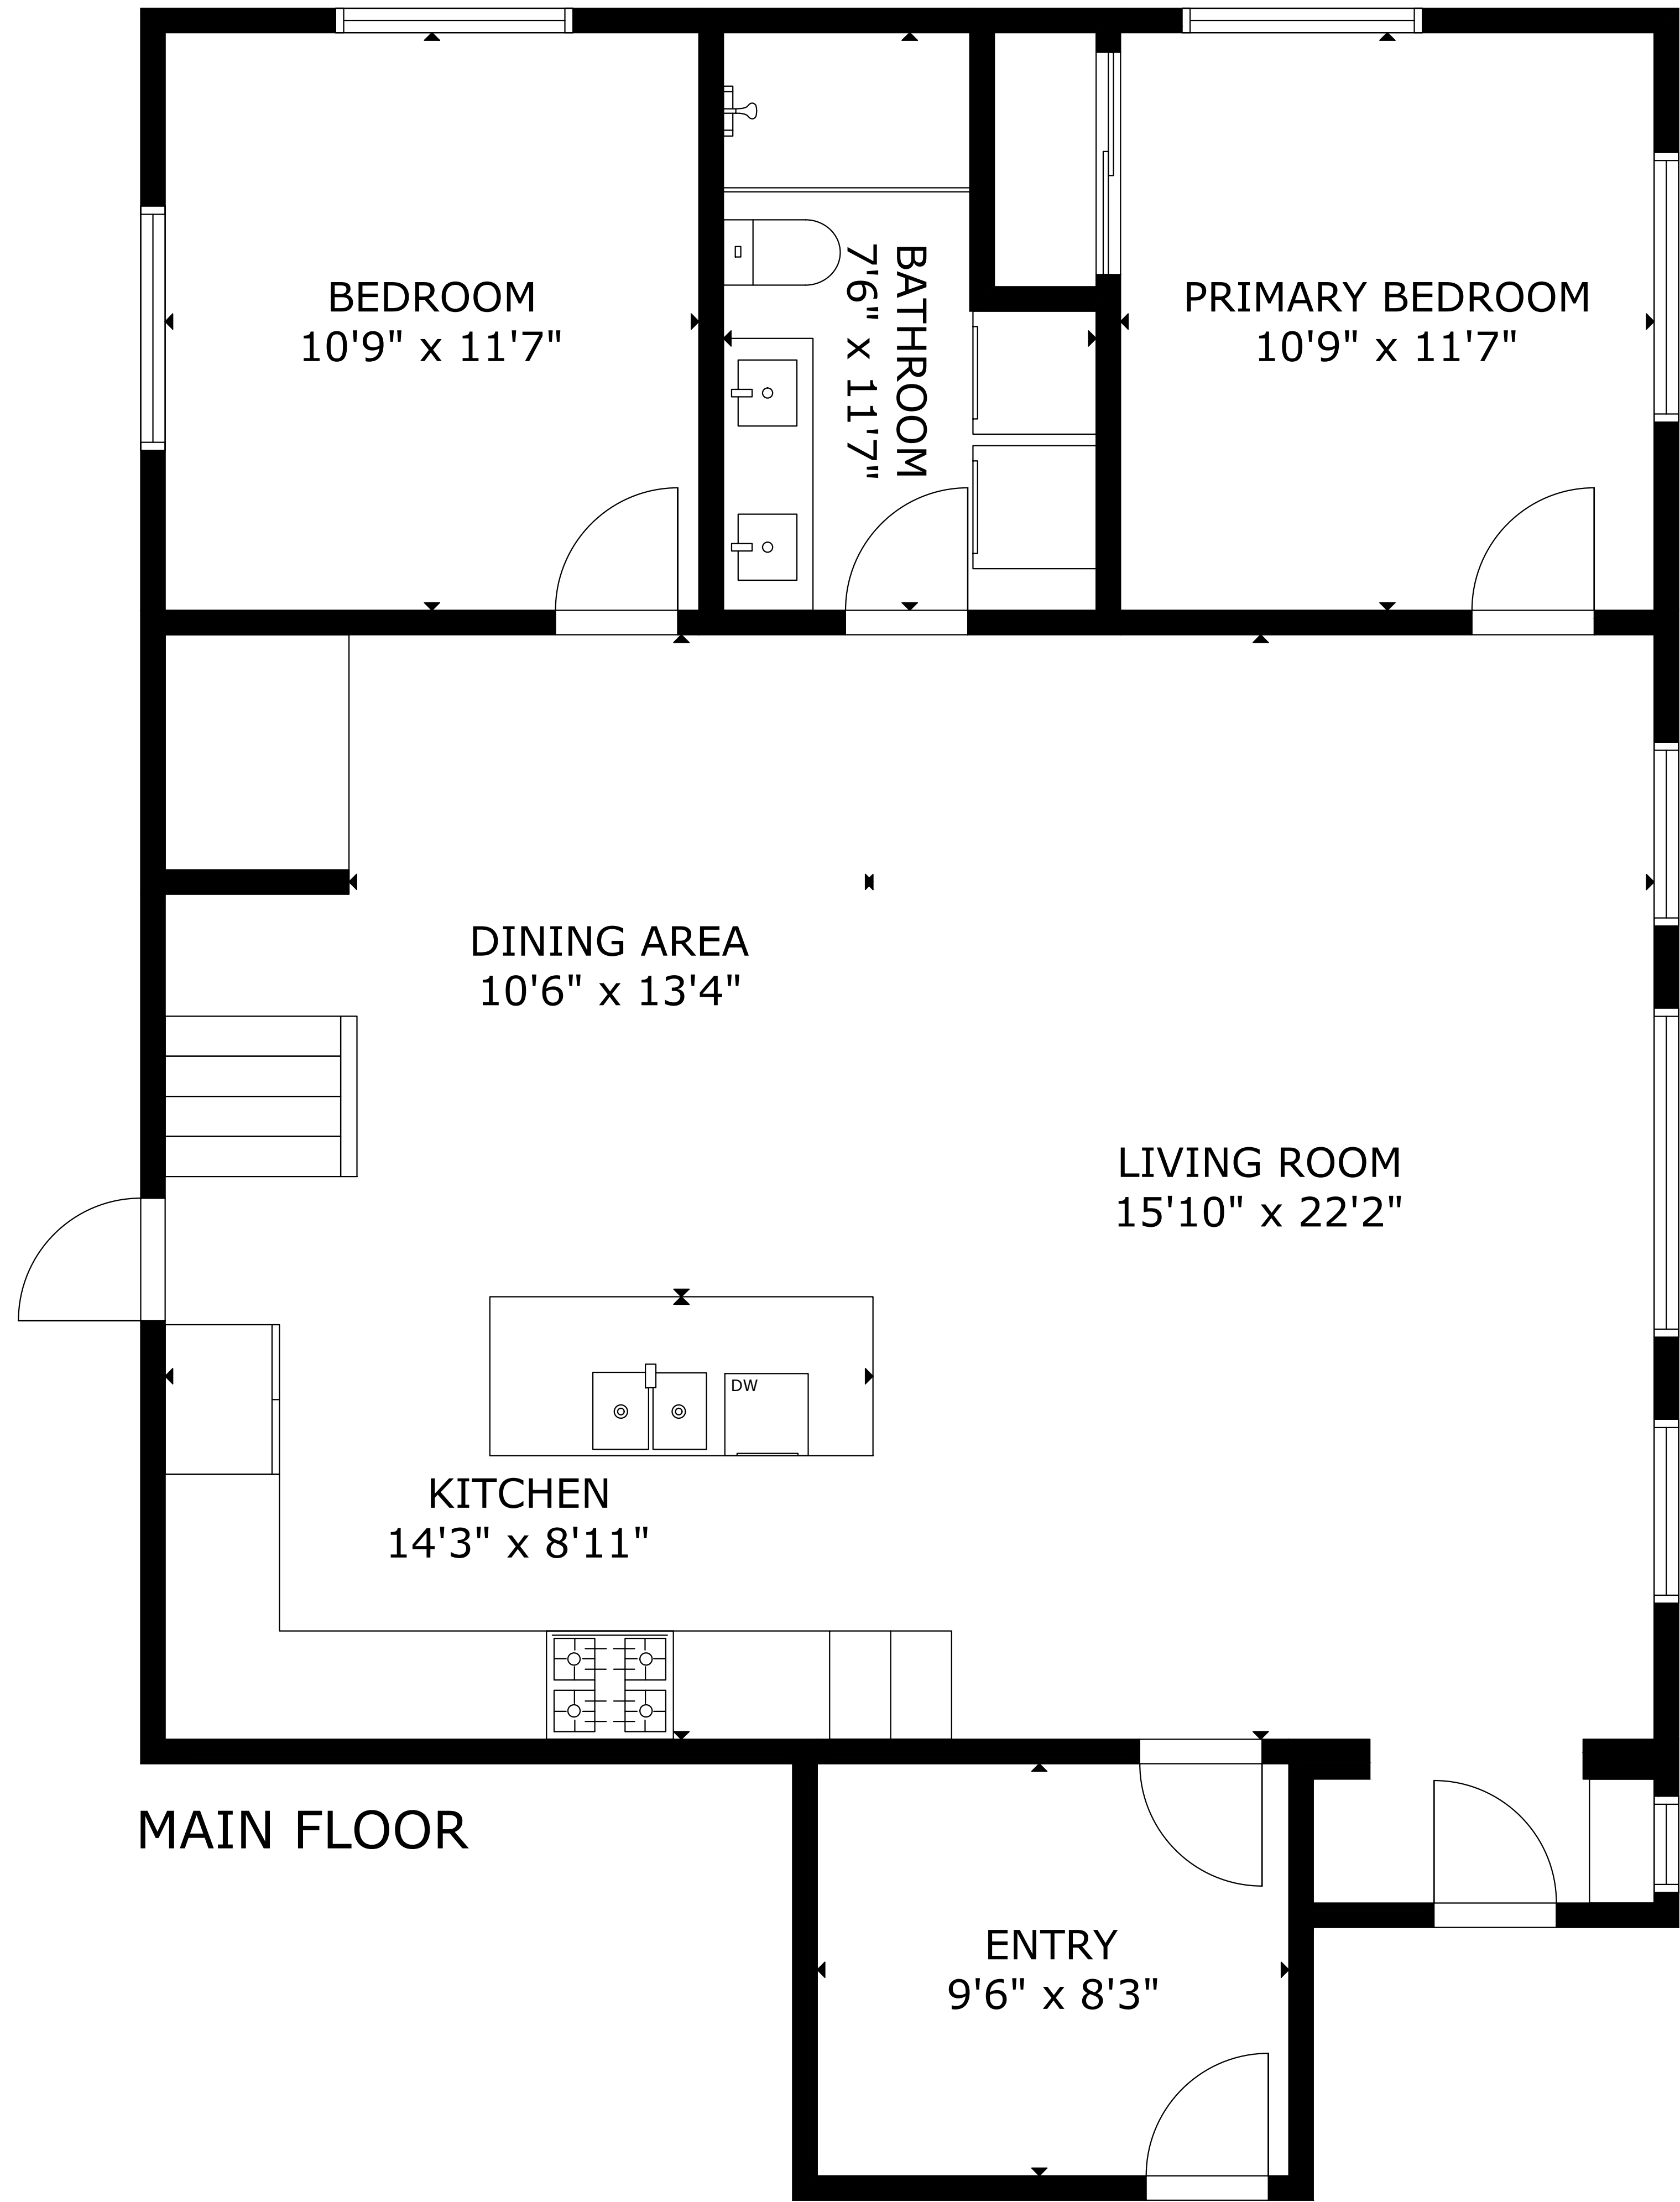 BEDROOM
10'9" x 11'7"
BATHROOM
7'6" x 11'7"
PRIMARY BEDROOM
10'9" x 11'7"
DINING AREA
10'6" x 13'4"
LIVING ROOM
15'10" x 22'2"
DW
KITCHEN
14'3" x 8'11"
MAIN FLOOR
ENTRY
9'6" x 8'3"